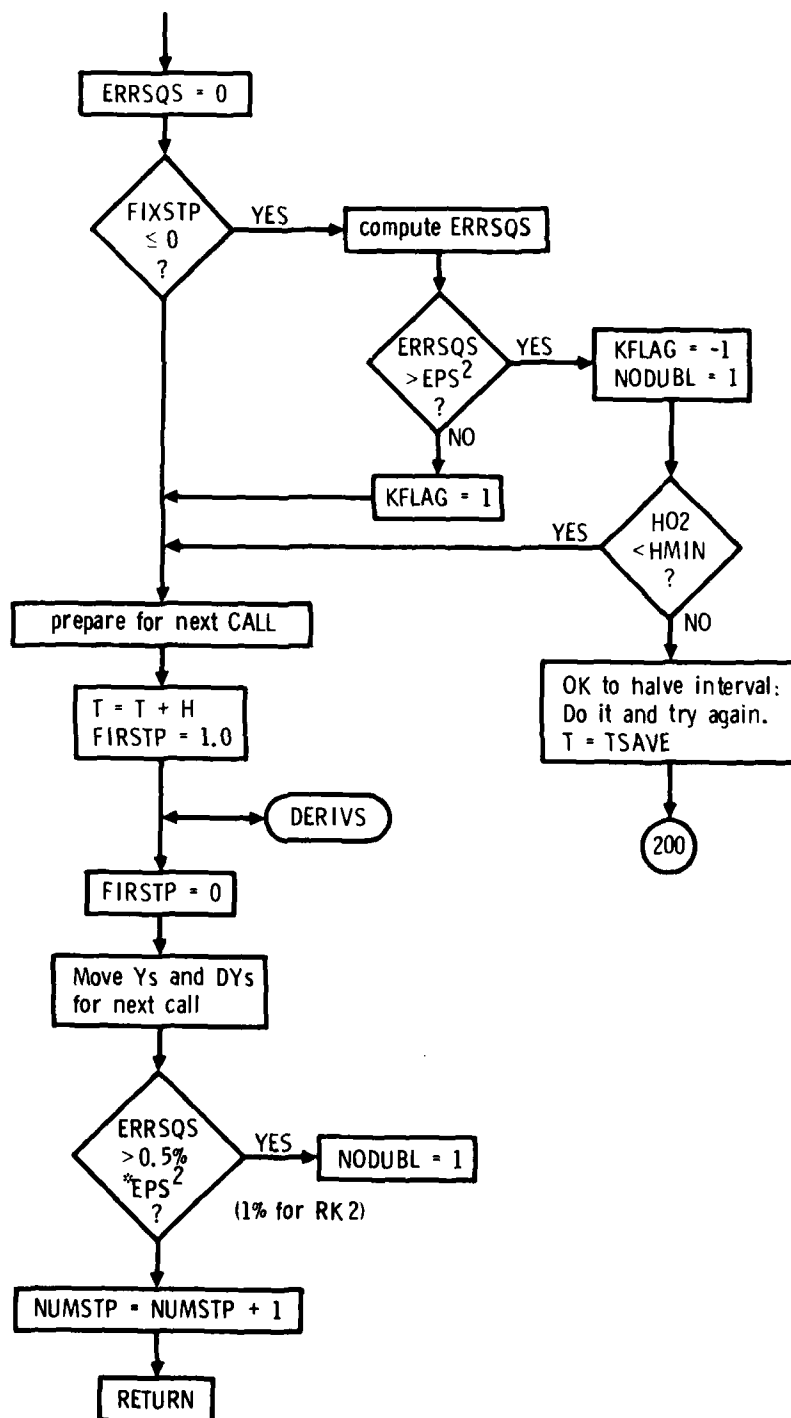 ERRSQS = 0
FIXSTP
≤ 0
?
YES
compute ERRSQS
ERRSQS
>EPS²
?
YES
KFLAG = -1
NODUBL = 1
NO
KFLAG = 1
HO2
<HMIN
?
YES
NO
prepare for next CALL
OK to halve interval:
Do it and try again.
T = TSAVE
200
T = T + H
FIRSTP = 1.0
DERIVS
FIRSTP = 0
Move Ys and DYs
for next call
ERRSQS
>0.5%
*EPS²
?
YES
NODUBL = 1
(1% for RK2)
NUMSTP = NUMSTP + 1
RETURN